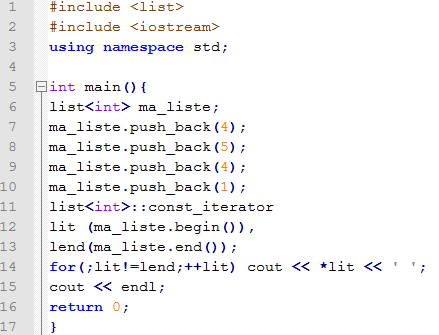 1 #include <list>
2 #include <iostream>
3 using namespace std;
4
5 int main(){
6 list<int> ma_liste;
7 ma_liste.push_back(4);
8 ma_liste.push_back(5);
9 ma_liste.push_back(4);
10 ma_liste.push_back(1);
11 list<int>::const_iterator
12 lit (ma_liste.begin()),
13 lend(ma_liste.end());
14 for(;lit!=lend;++lit) cout << *lit << ' ';
15 cout << endl;
16 return 0;
17 }